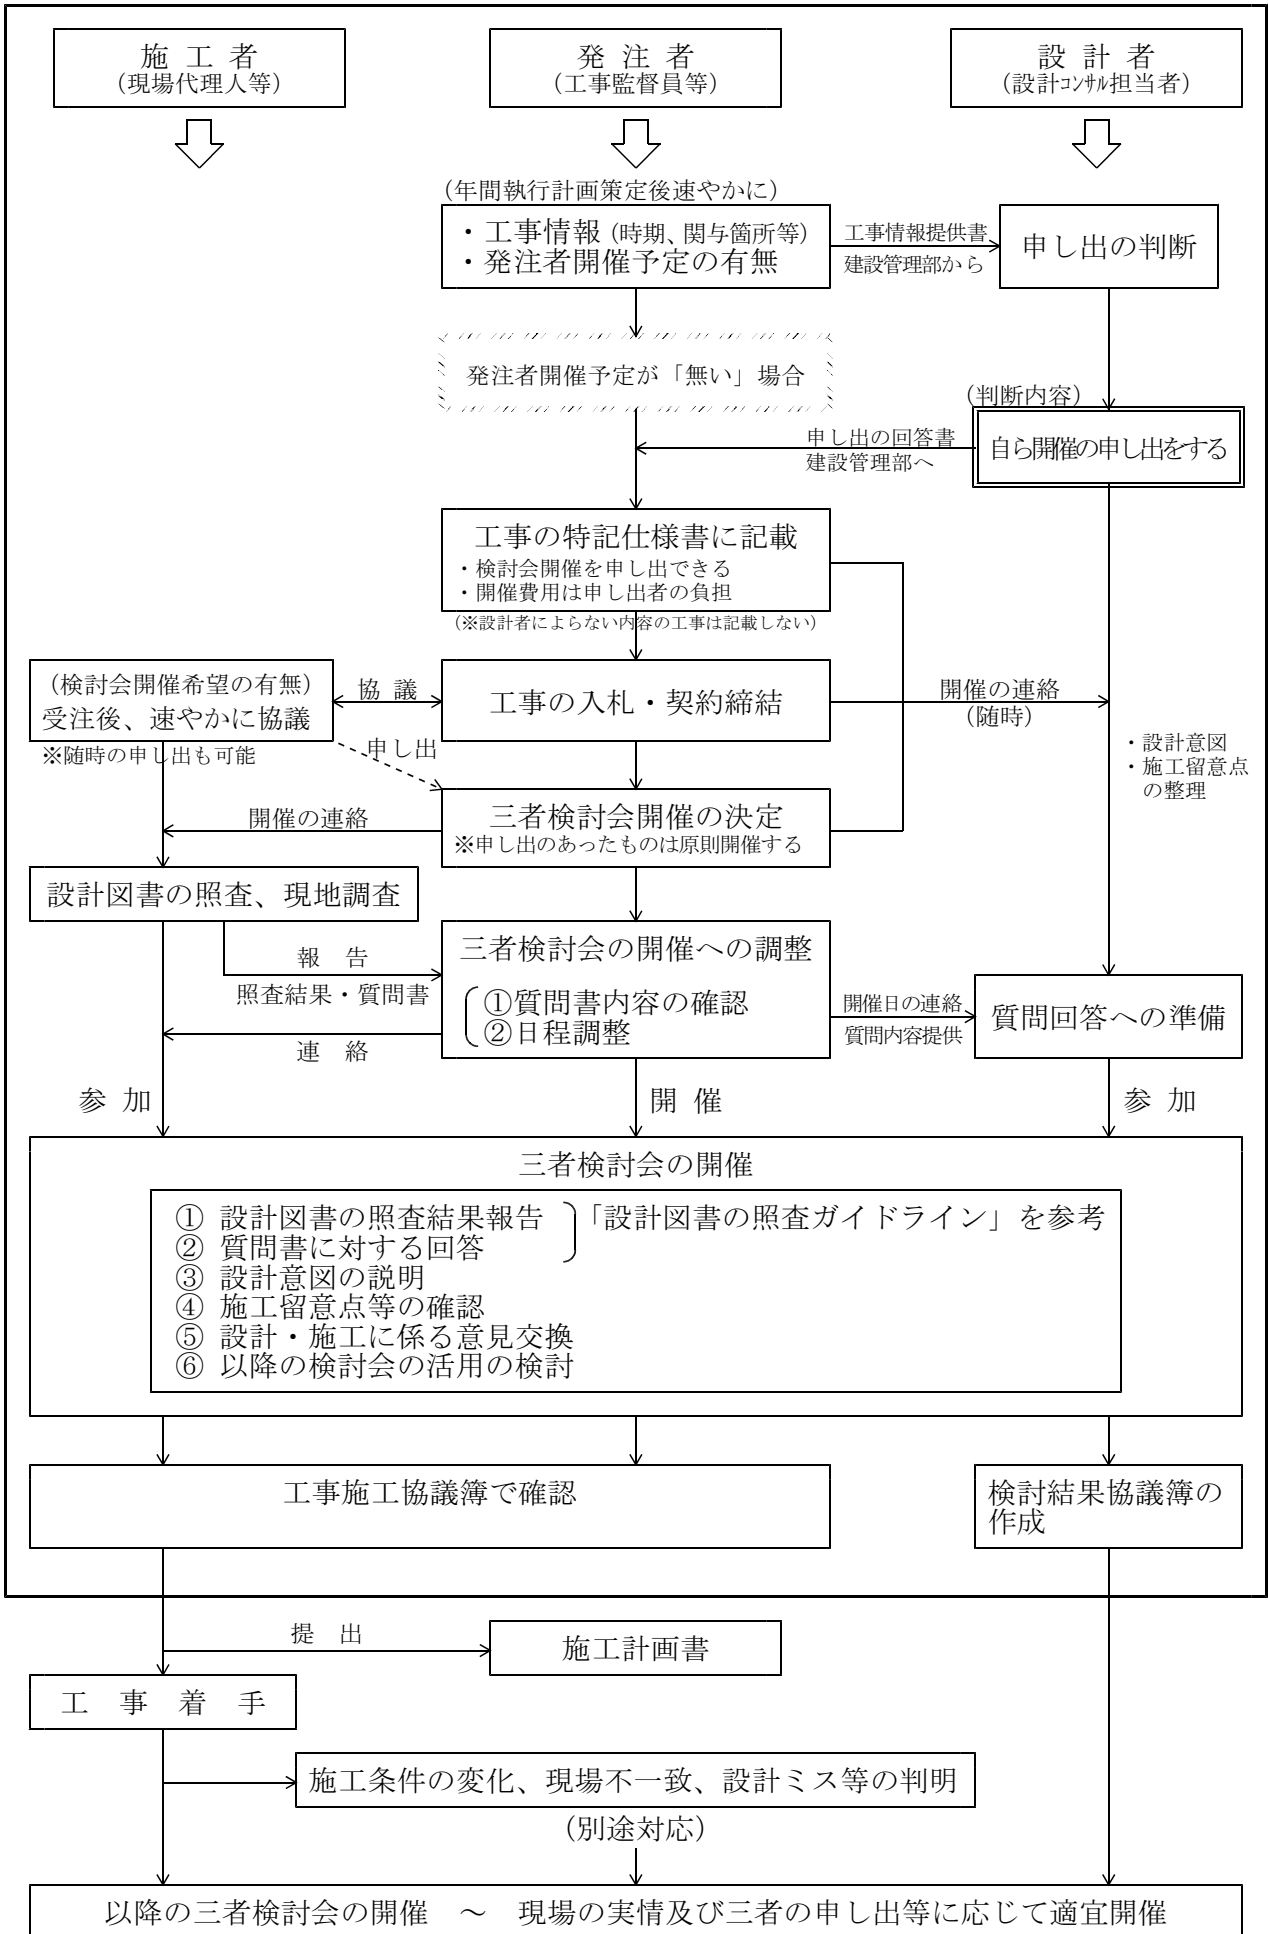 施工者
（現場代理人等）
発注者
（工事監督員等）
設計者
（設計ｺﾝｻﾙ担当者）
（年間執行計画策定後速やかに）
・工事情報（時期、関与箇所等）
・発注者開催予定の有無
工事情報提供書
建設管理部から
申し出の判断
発注者開催予定が「無い」場合
（判断内容）
申し出の回答書
建設管理部へ
自ら開催の申し出をする
工事の特記仕様書に記載
・検討会開催を申し出できる
・開催費用は申し出者の負担
（※設計者によらない内容の工事は記載しない）
（検討会開催希望の有無）
受注後、速やかに協議
※随時の申し出も可能
協議
工事の入札・契約締結
開催の連絡
（随時）
申し出
・設計意図
・施工留意点
の整理
開催の連絡
三者検討会開催の決定
※申し出のあったものは原則開催する
設計図書の照査、現地調査
報　告
照査結果・質問書
三者検討会の開催への調整
①質問書内容の確認
②日程調整
開催日の連絡
質問内容提供
質問回答への準備
連　絡
参加
開催
参加
三者検討会の開催
① 設計図書の照査結果報告
② 質問書に対する回答
「設計図書の照査ガイドライン」を参考
③ 設計意図の説明
④ 施工留意点等の確認
⑤ 設計・施工に係る意見交換
⑥ 以降の検討会の活用の検討
工事施工協議簿で確認
検討結果協議簿の
作成
提　出
施工計画書
工　事　着　手
施工条件の変化、現場不一致、設計ミス等の判明
（別途対応）
以降の三者検討会の開催　～　現場の実情及び三者の申し出等に応じて適宜開催